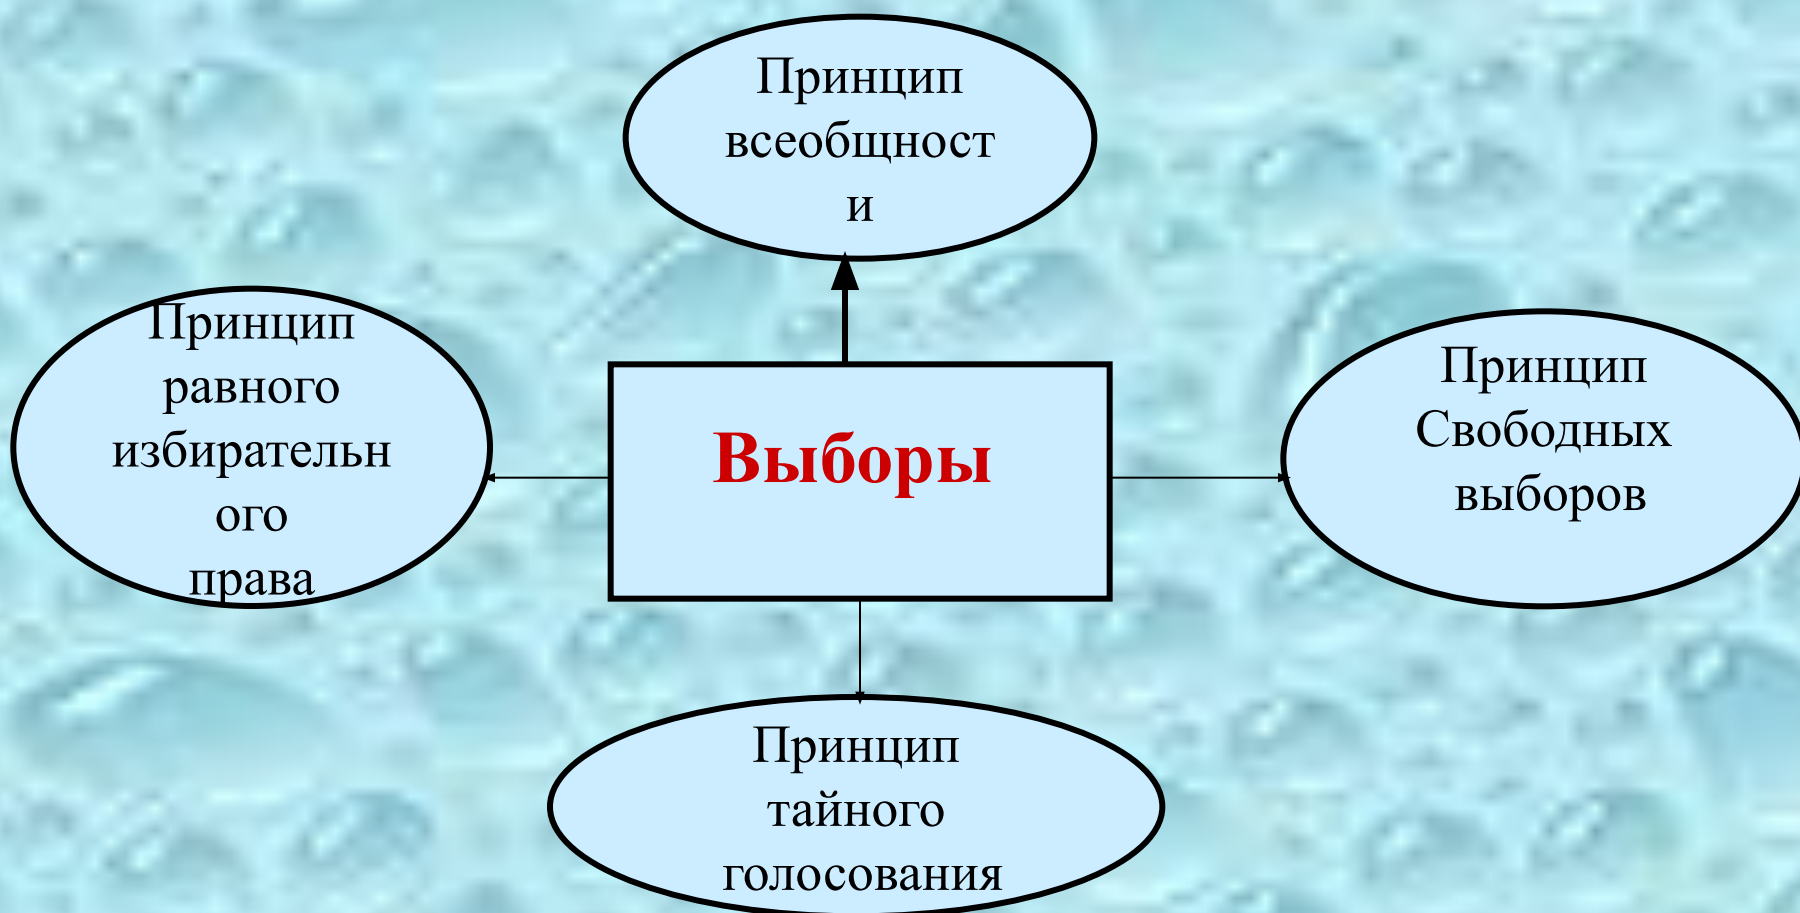 Принцип
всеобщност
и
Принцип
равного
избирательн
ого
права
Выборы
Принцип
Свободных
выборов
Принцип
тайного
голосования